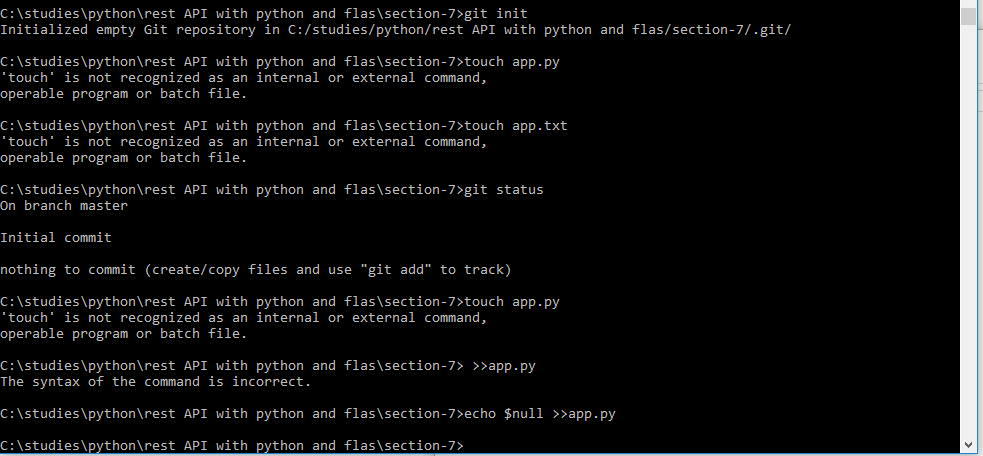 C:\studies\python\rest API with python and flas\section-7>git init
Initialized empty Git repository in C:/studies/python/rest API with python and flas/section-7/.git/
C:\studies\python\rest API with python and flas\section-7>touch app.py
'touch' is not recognized as an internal or external command,
operable program or batch file.
C:\studies\python\rest API with python and flas\section-7>touch app.txt
'touch' is not recognized as an internal or external command,
operable program or batch file.
C:\studies\python\rest API with python and flas\section-7>git status
On branch master
Initial commit
nothing to commit (create/copy files and use "git add" to track)
C:\studies\python\rest API with python and flas\section-7>touch app.py
'touch' is not recognized as an internal or external command,
operable program or batch file.
C:\studies\python\rest API with python and flas\section-7> >>app.py
The syntax of the command is incorrect.
C:\studies\python\rest API with python and flas\section-7>echo $null >>app.py
C:\studies\python\rest API with python and flas\section-7>